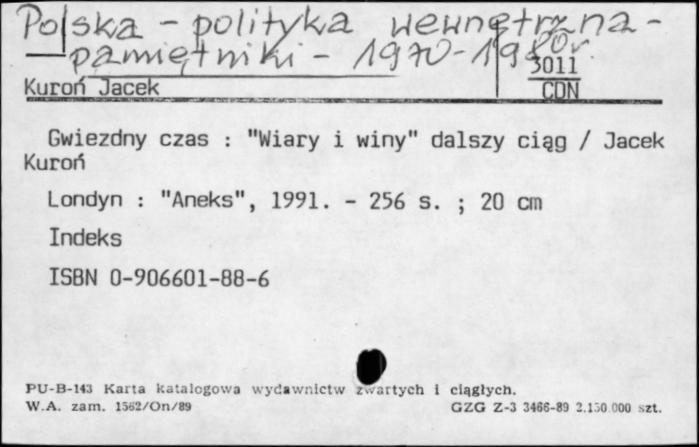 Polska - polityka wewnętrzna -
- pamiętniki - 1970-1980 r.
3011
Kuroń Jacek
CDN
Gwiezdny czas : "Wiary i winy" dalszy ciąg / Jacek
Kuroń
Londyn : "Aneks", 1991. - 256 s. ; 20 cm
Indeks
ISBN 0-906601-88-6
PU-B-143 Karta katalogowa wydawnictw zwartych i ciągłych.
W.A. zam. 1562/On/89 GZG Z-3 3466-89 2.150.000 szt.